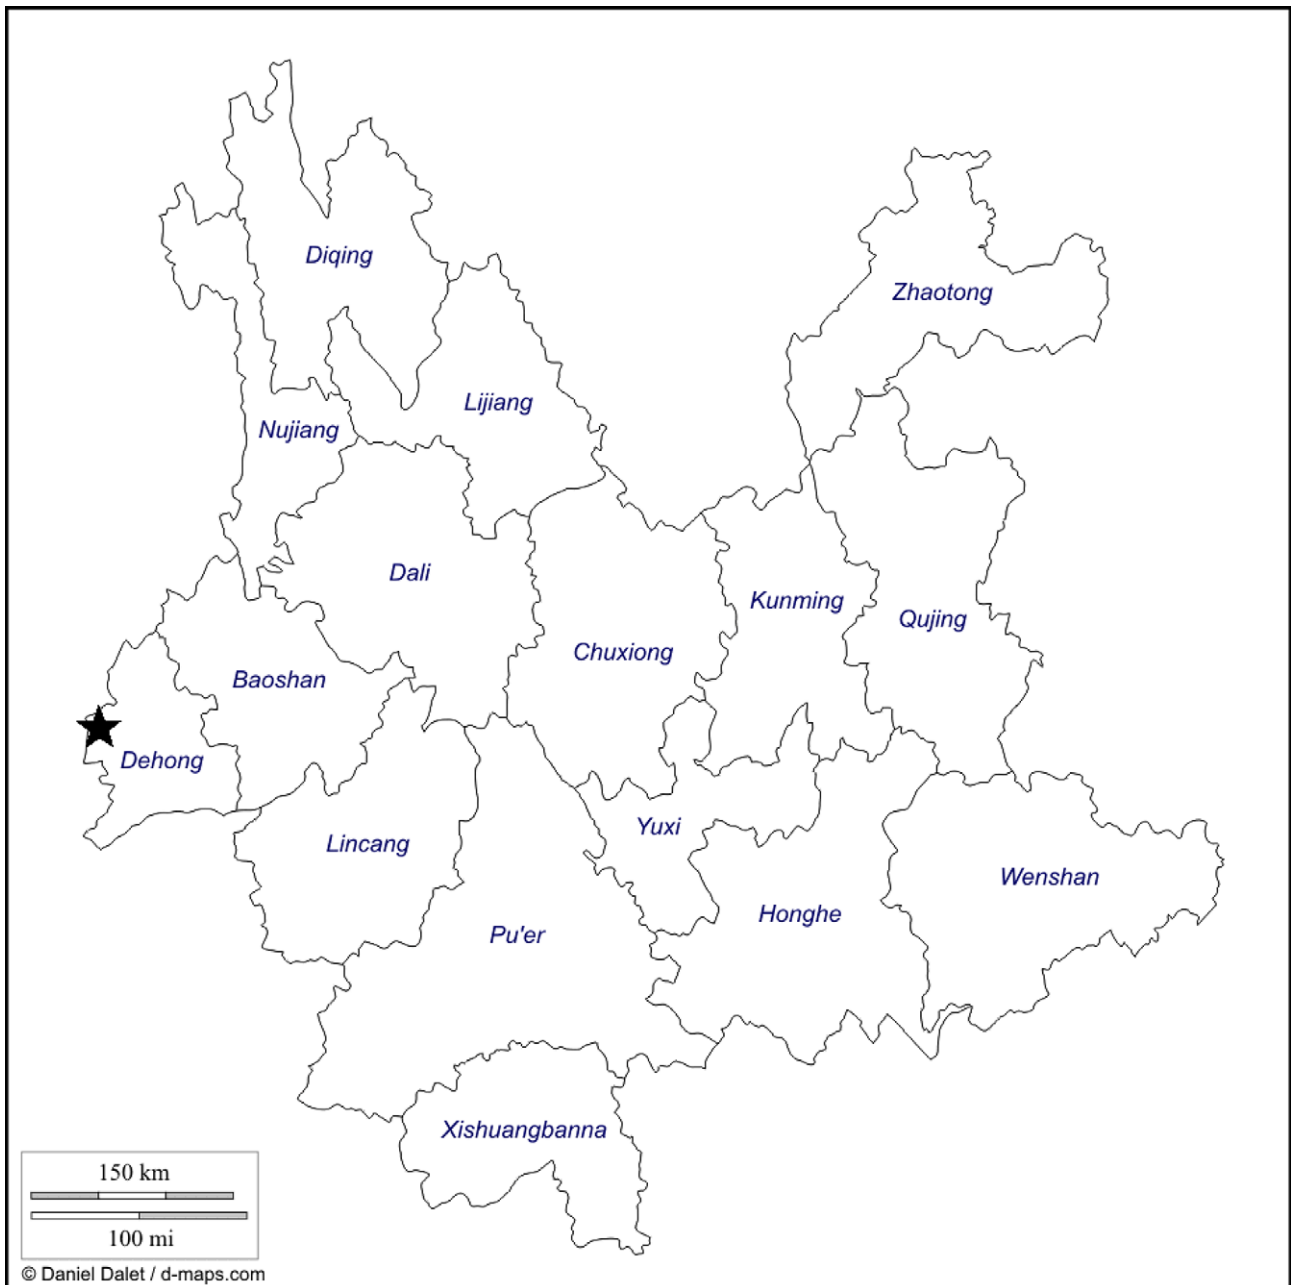 Diqing
Zhaotong
Lijiang
Nujiang
Dali
Kunming
Qujing
Chuxiong
Baoshan
Dehong
Yuxi
Lincang
Wenshan
Honghe
Pu'er
Xishuangbanna
150 km
100 mi
© Daniel Dalet / d-maps.com